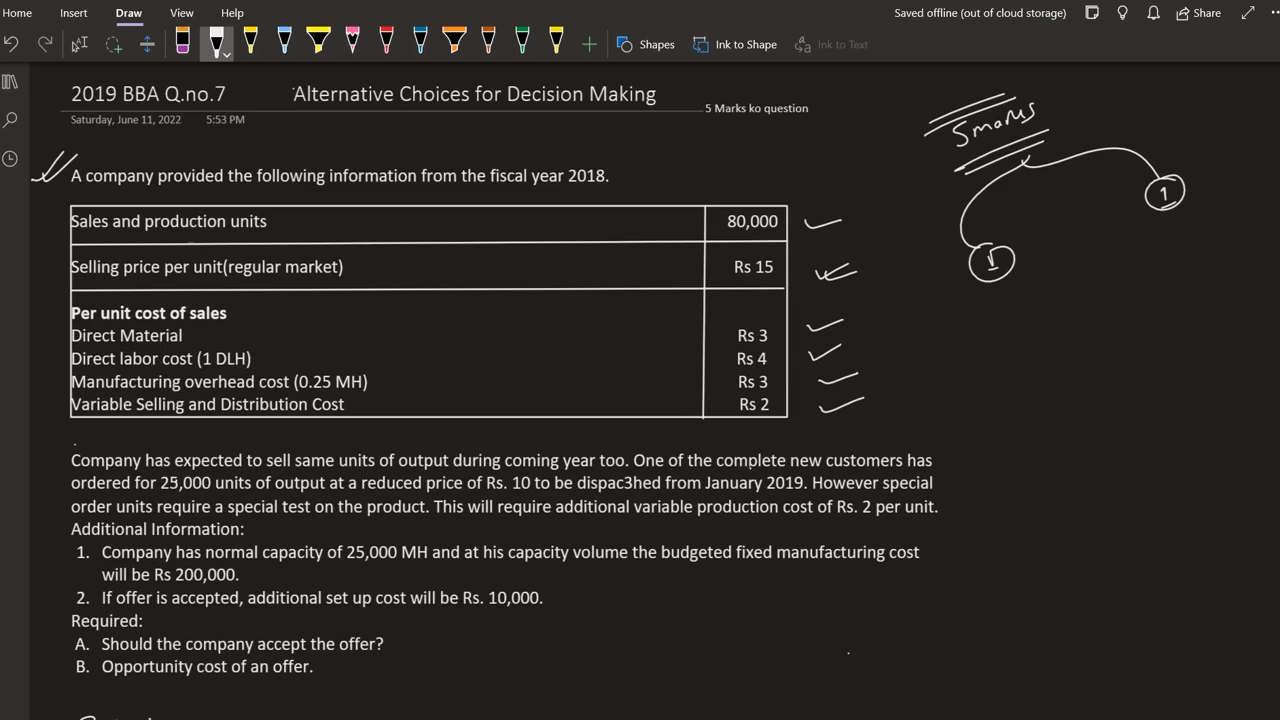 Home Insert Draw View Help Saved offline (out of cloud storage) Share
Shapes Ink to Shape Ink to Text
2019 BBA Q.no.7 Alternative Choices for Decision Making
5 Marks ko question
Saturday, June 11, 2022 5:53 PM
5 marks
A company provided the following information from the fiscal year 2018.
1
Sales and production units 80,000
Selling price per unit(regular market) Rs 15
1
Per unit cost of sales
Direct Material Rs 3
Direct labor cost (1 DLH) Rs 4
Manufacturing overhead cost (0.25 MH) Rs 3
Variable Selling and Distribution Cost Rs 2
Company has expected to sell same units of output during coming year too. One of the complete new customers has
ordered for 25,000 units of output at a reduced price of Rs. 10 to be dispac3hed from January 2019. However special
order units require a special test on the product. This will require additional variable production cost of Rs. 2 per unit.
Additional Information:
1. Company has normal capacity of 25,000 MH and at his capacity volume the budgeted fixed manufacturing cost
will be Rs 200,000.
2. If offer is accepted, additional set up cost will be Rs. 10,000.
Required:
A. Should the company accept the offer?
B. Opportunity cost of an offer.